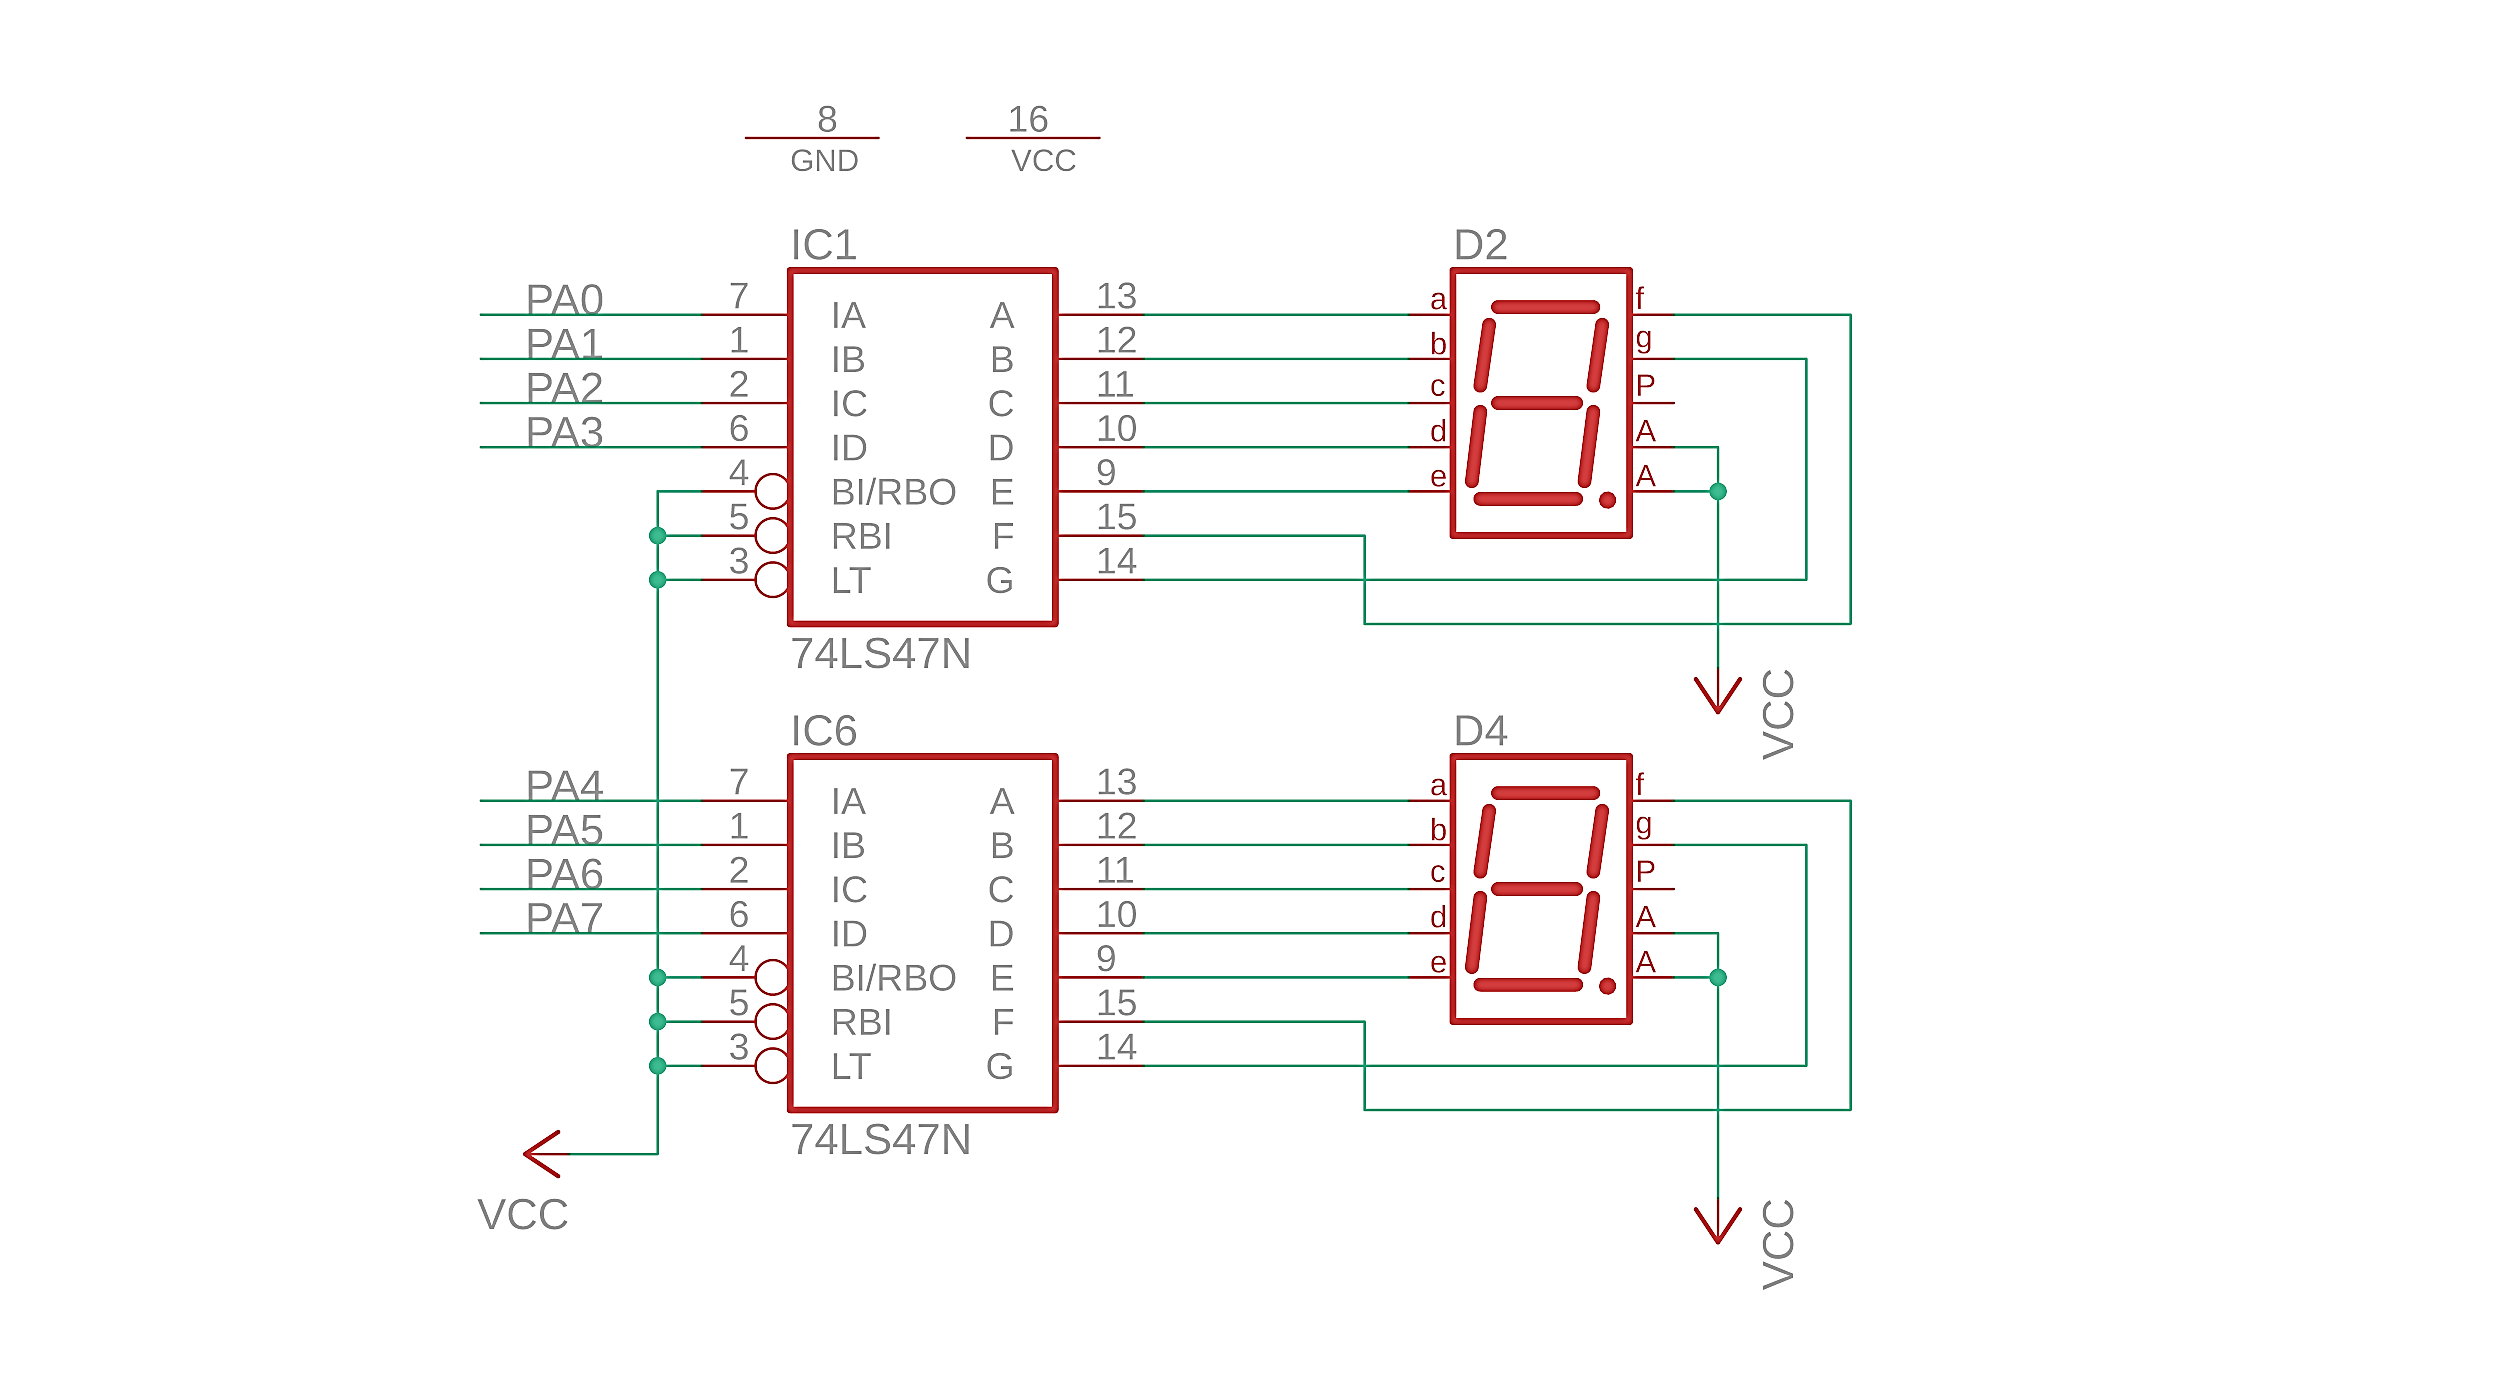 8 16
GND VCC
IC1 D2
PA0 7 IA A 13 a f
PA1 1 IB B 12 b g
PA2 2 IC C 11 c P
PA3 6 ID D 10 d A
4 BI/RBO E 9 e A
5 RBI F 15
3 LT G 14
74LS47N
VCC
IC6 D4
PA4 7 IA A 13 a f
PA5 1 IB B 12 b g
PA6 2 IC C 11 c P
PA7 6 ID D 10 d A
4 BI/RBO E 9 e A
5 RBI F 15
3 LT G 14
74LS47N
VCC VCC